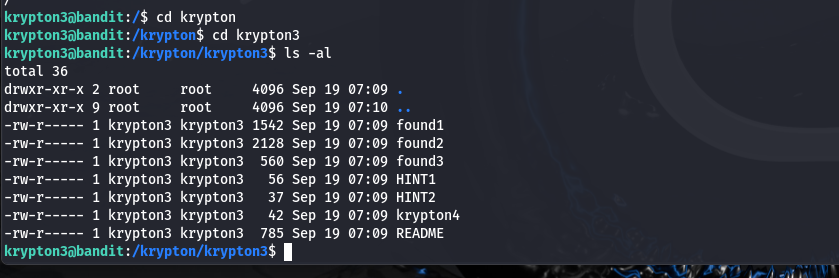 krypton3@bandit:/$ cd krypton
krypton3@bandit:/krypton$ cd krypton3
krypton3@bandit:/krypton/krypton3$ ls -al
total 36
drwxr-xr-x 2 root     root     4096 Sep 19 07:09 .
drwxr-xr-x 9 root     root     4096 Sep 19 07:10 ..
-rw-r----- 1 krypton3 krypton3 1542 Sep 19 07:09 found1
-rw-r----- 1 krypton3 krypton3 2128 Sep 19 07:09 found2
-rw-r----- 1 krypton3 krypton3  560 Sep 19 07:09 found3
-rw-r----- 1 krypton3 krypton3   56 Sep 19 07:09 HINT1
-rw-r----- 1 krypton3 krypton3   37 Sep 19 07:09 HINT2
-rw-r----- 1 krypton3 krypton3   42 Sep 19 07:09 krypton4
-rw-r----- 1 krypton3 krypton3  785 Sep 19 07:09 README
krypton3@bandit:/krypton/krypton3$